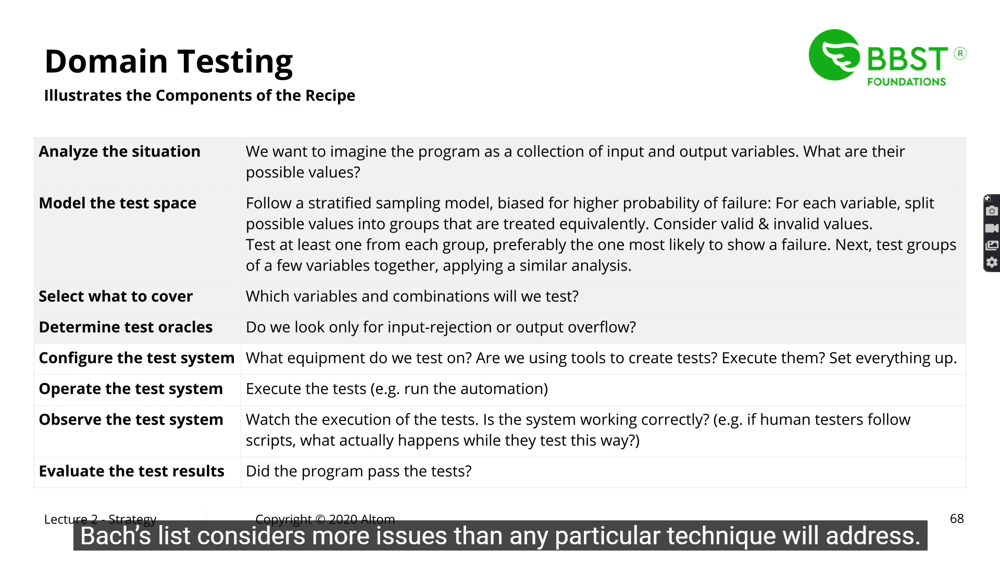 Domain Testing
Illustrates the Components of the Recipe
BBST ®
FOUNDATIONS
Analyze the situation
We want to imagine the program as a collection of input and output variables. What are their
possible values?
Model the test space
Follow a stratified sampling model, biased for higher probability of failure: For each variable, split
possible values into groups that are treated equivalently. Consider valid & invalid values.
Test at least one from each group, preferably the one most likely to show a failure. Next, test groups
of a few variables together, applying a similar analysis.
Select what to cover
Which variables and combinations will we test?
Determine test oracles
Do we look only for input-rejection or output overflow?
Configure the test system
What equipment do we test on? Are we using tools to create tests? Execute them? Set everything up.
Operate the test system
Execute the tests (e.g. run the automation)
Observe the test system
Watch the execution of the tests. Is the system working correctly? (e.g. if human testers follow
scripts, what actually happens while they test this way?)
Evaluate the test results
Did the program pass the tests?
Lecture 2 - Strategy
Copyright © 2020 Altom
68
Bach’s list considers more issues than any particular technique will address.